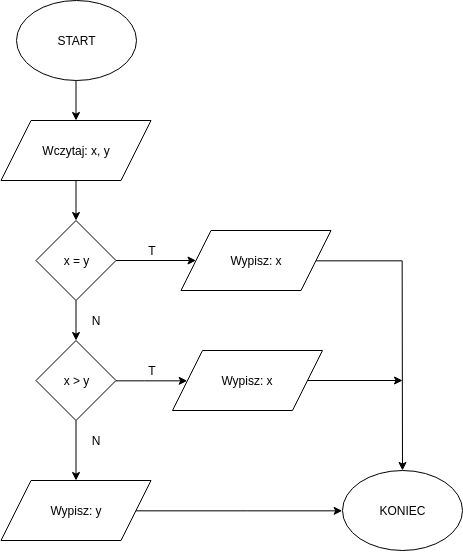 START
Wczytaj: x, y
x = y
T
Wypisz: x
N
x > y
T
Wypisz: x
N
Wypisz: y
KONIEC